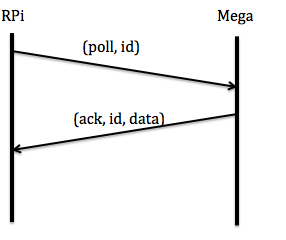 RPi
Mega
(poll, id)
(ack, id, data)